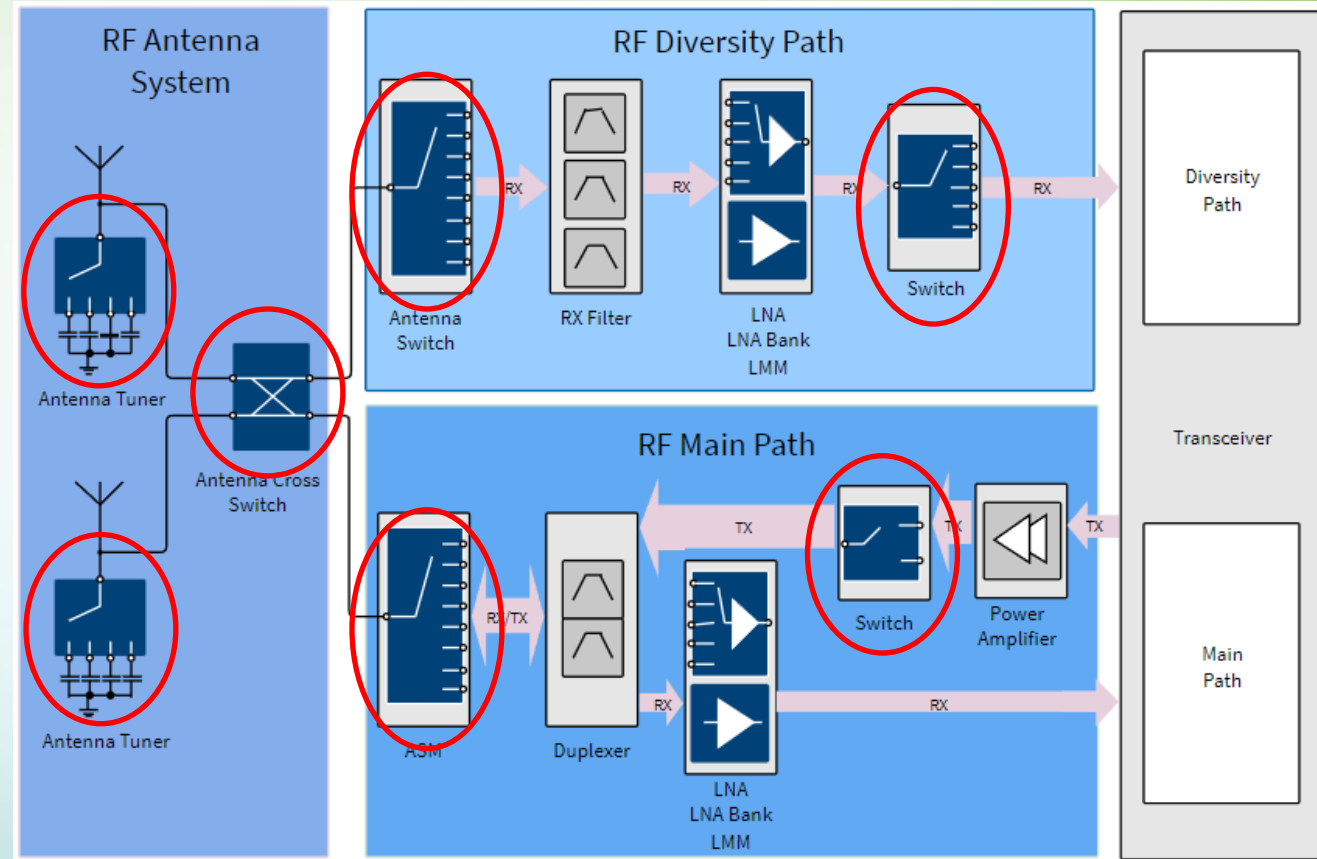 RF Antenna
System
Antenna Tuner
Antenna Cross
Switch
Antenna Tuner
RF Diversity Path
RX
RX
RX
RX
Antenna
Switch
RX Filter
LNA
LNA Bank
LMM
Switch
RF Main Path
TX
TX
TX
RX/TX
RX
RX
ASM
Duplexer
LNA
LNA Bank
LMM
Switch
Power
Amplifier
Diversity
Path
Transceiver
Main
Path